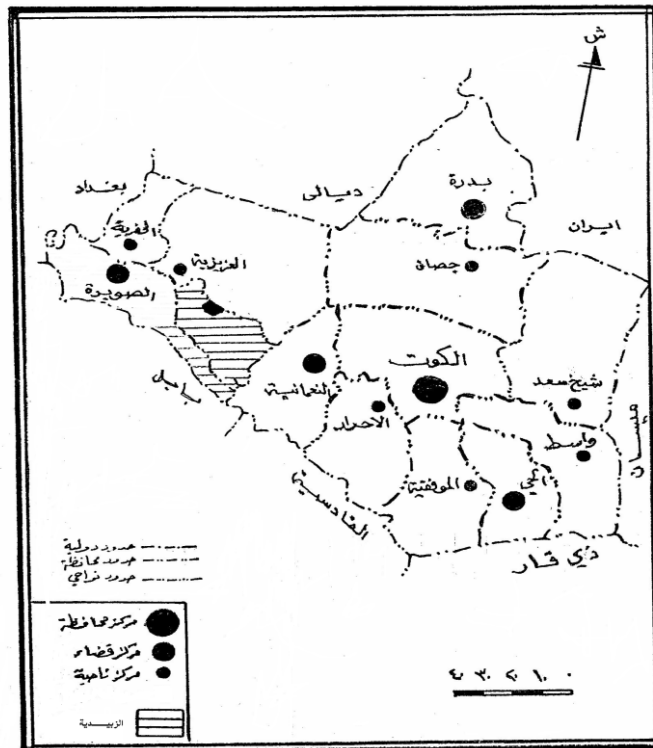 ش
بغداد
ديالى
بدرة
ايران
الحفرية
العزيزية
جصان
الصويرة
الكوت
شيخ سعد
النعمانية
بابل
الاحرار
واسط
ميسان
الموفقية
الحي
القادسية
ذي قار
حدود دولية
حدود محافظة
حدود نواحي
مركز محافظة
مركز قضاء
مركز ناحية
الزبيدية
٤٠ ٣٠ ٢٠ ١٠ ٠